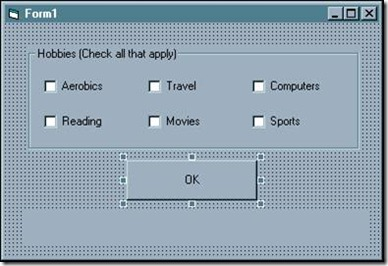 Form1
Hobbies (Check all that apply)
Aerobics Travel Computers
Reading Movies Sports
OK